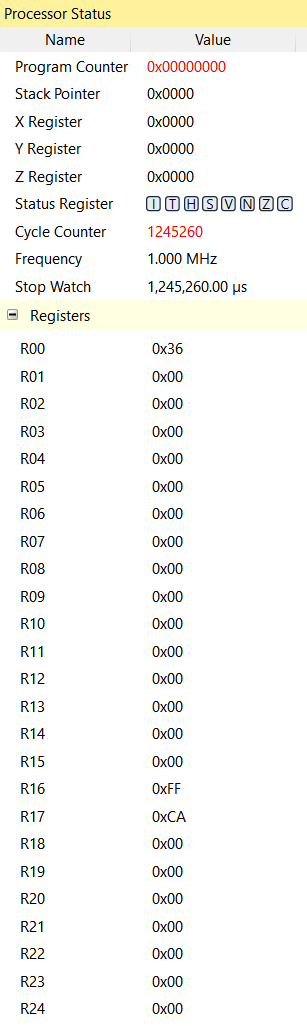 Processor Status
Name Value
Program Counter 0x00000000
Stack Pointer 0x0000
X Register 0x0000
Y Register 0x0000
Z Register 0x0000
Status Register I T H S V N Z C
Cycle Counter 1245260
Frequency 1.000 MHz
Stop Watch 1,245,260.00 µs
Registers
R00 0x36
R01 0x00
R02 0x00
R03 0x00
R04 0x00
R05 0x00
R06 0x00
R07 0x00
R08 0x00
R09 0x00
R10 0x00
R11 0x00
R12 0x00
R13 0x00
R14 0x00
R15 0x00
R16 0xFF
R17 0xCA
R18 0x00
R19 0x00
R20 0x00
R21 0x00
R22 0x00
R23 0x00
R24 0x00